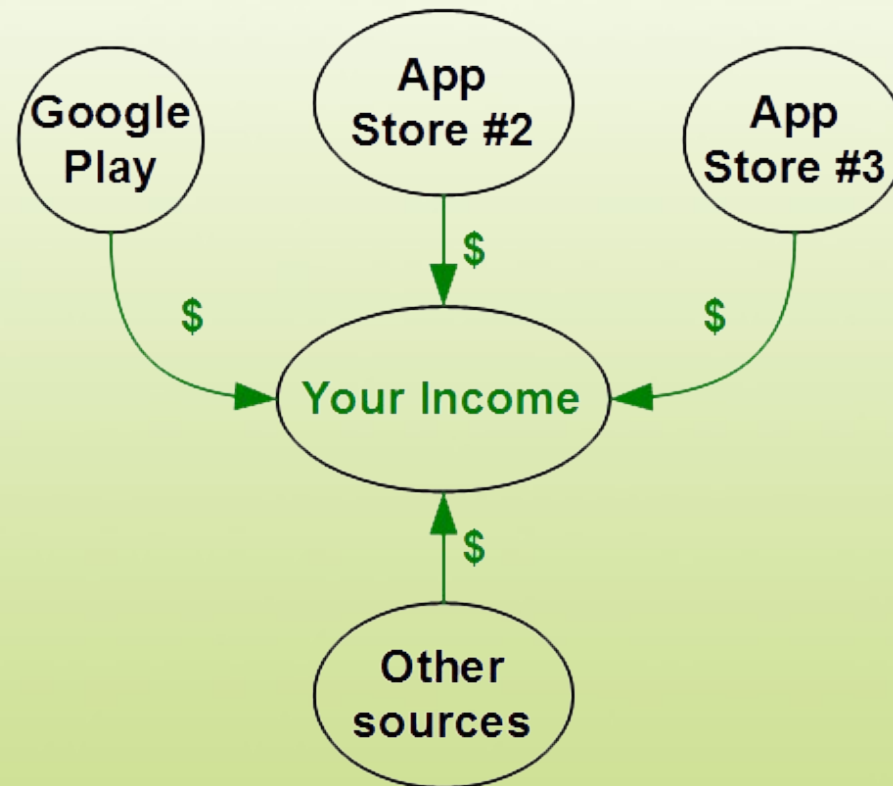 Google
Play
App
Store #2
App
Store #3
$
$
$
Your Income
$
Other
sources